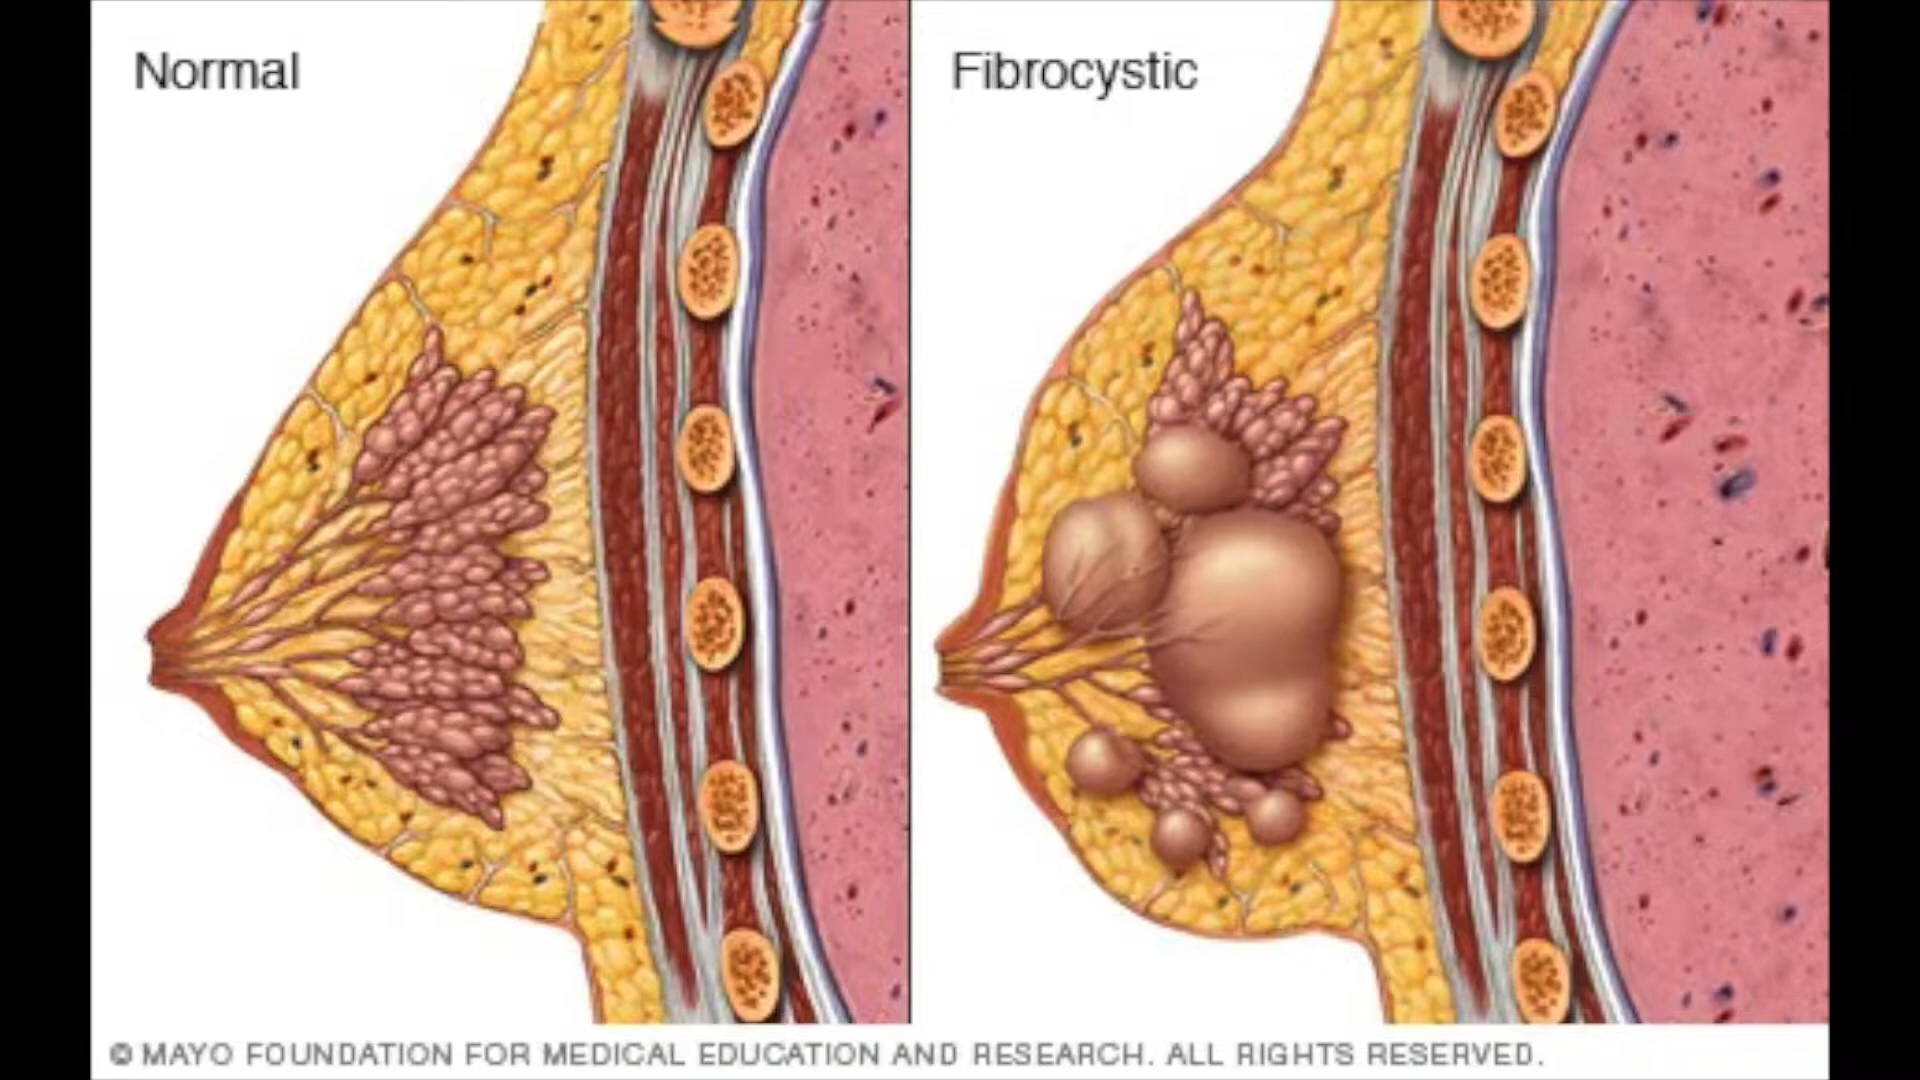 Normal
Fibrocystic
© MAYO FOUNDATION FOR MEDICAL EDUCATION AND RESEARCH. ALL RIGHTS RESERVED.